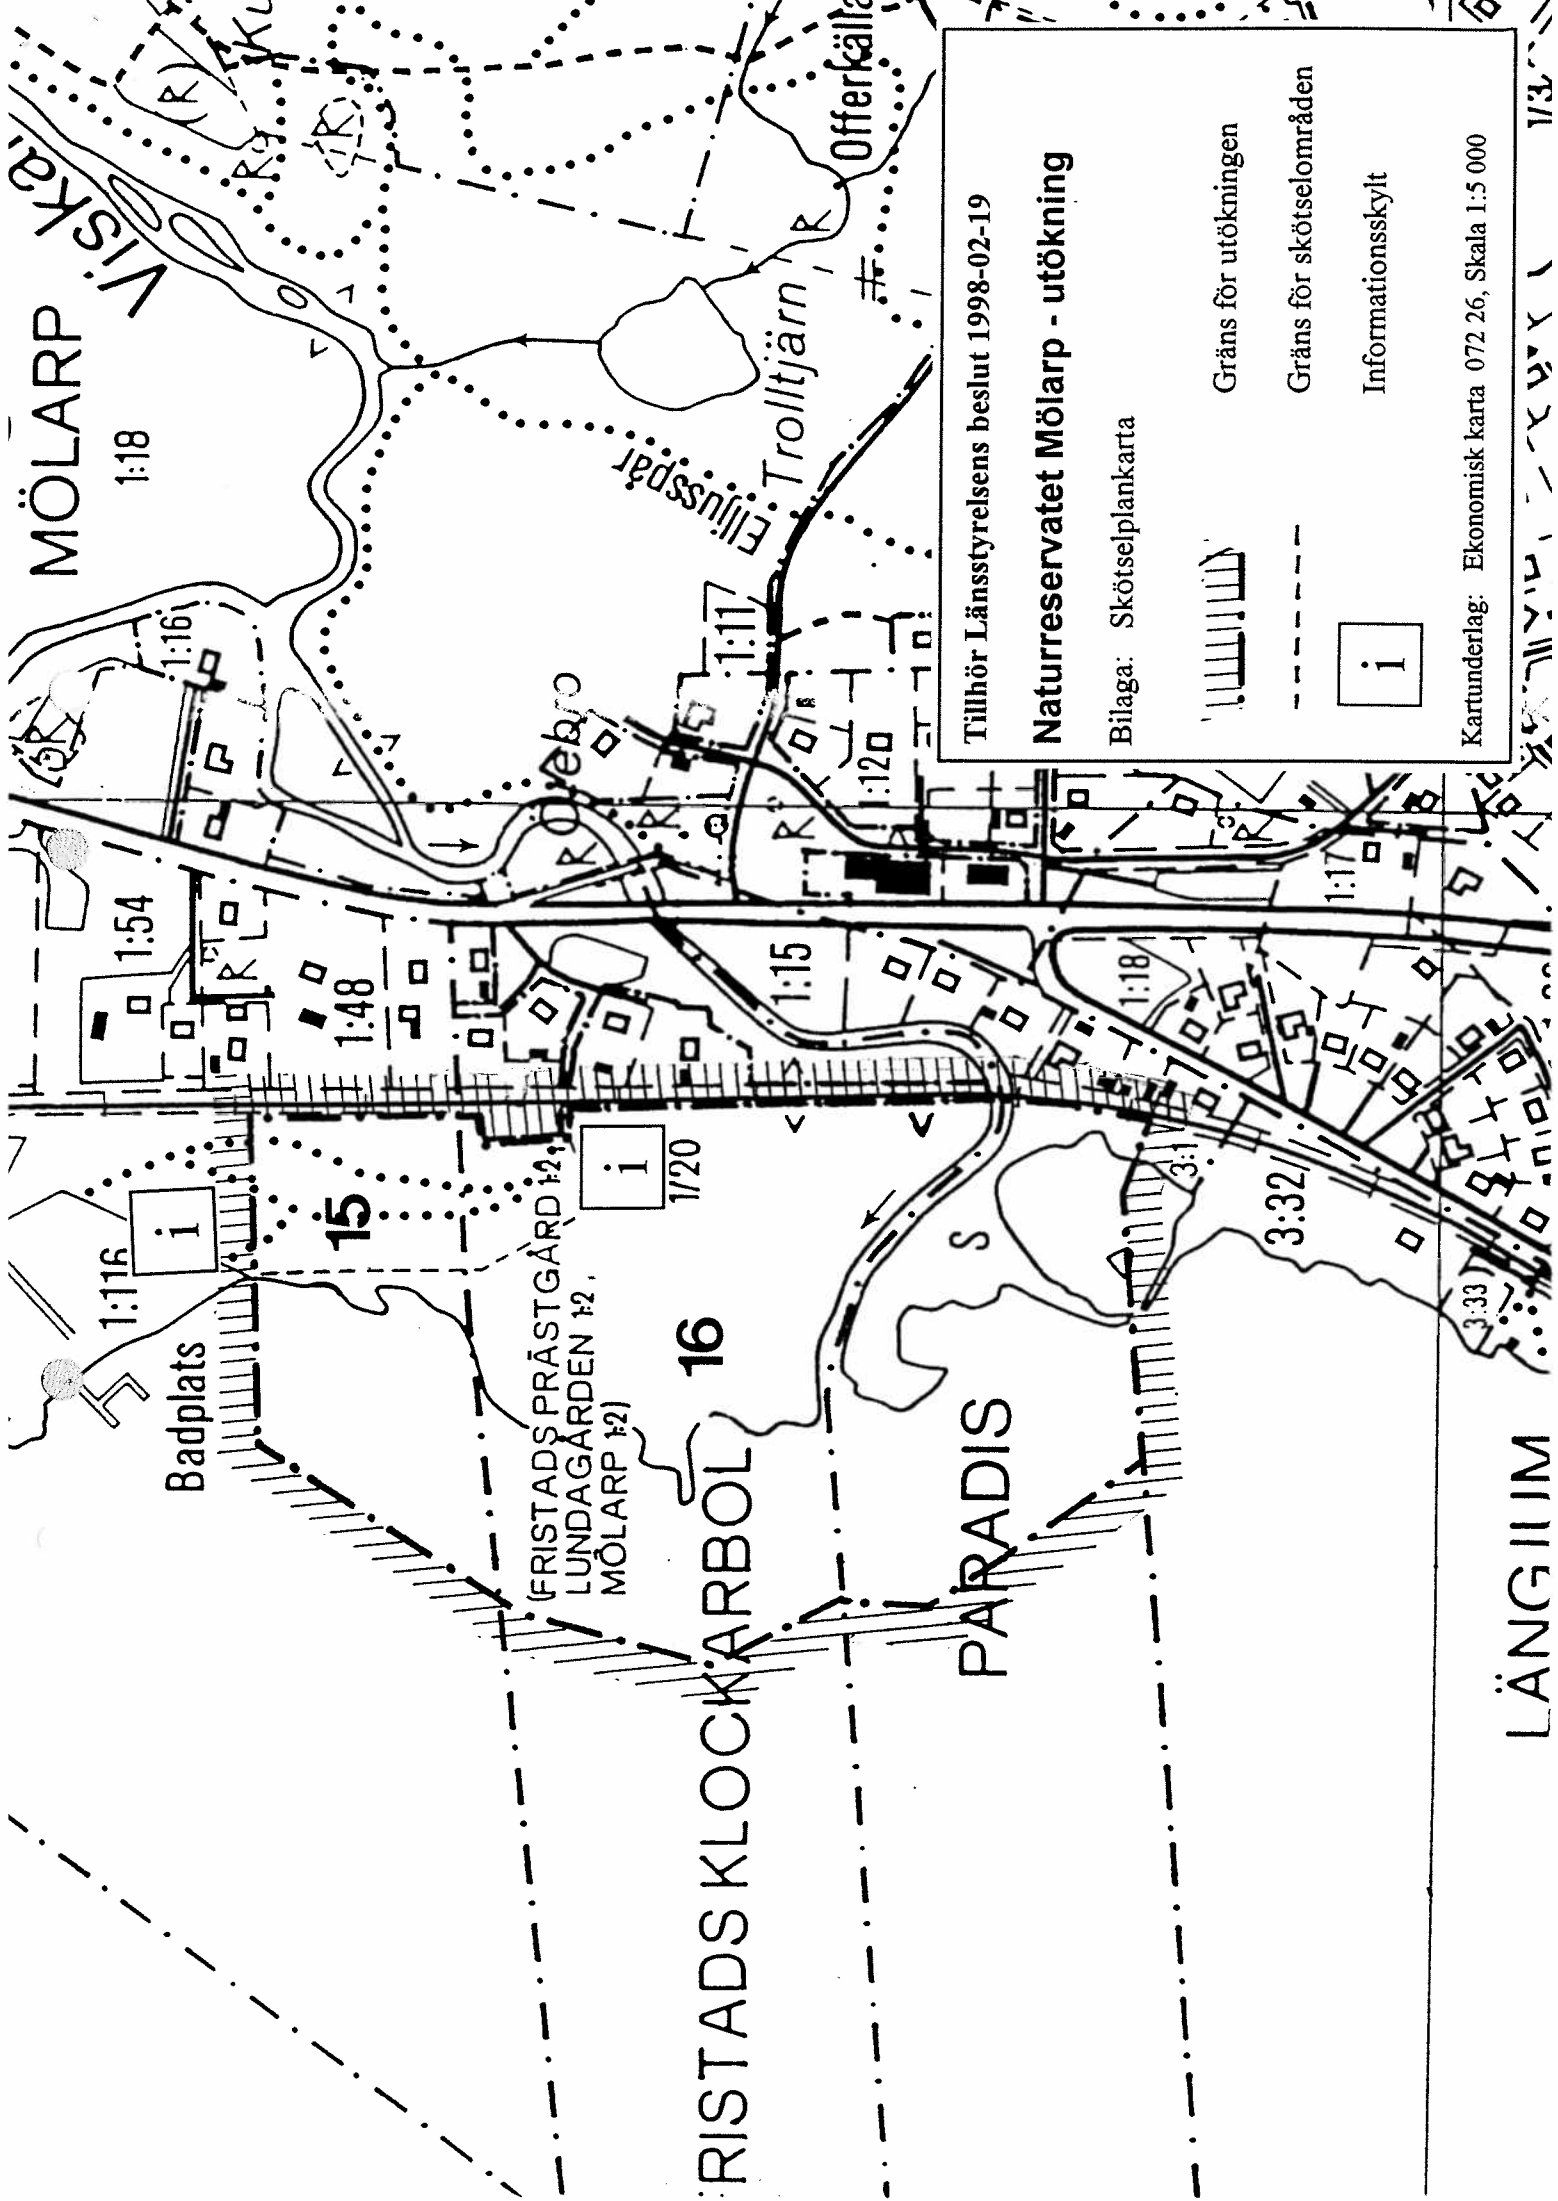 MÖLARP
1:18
Viskan
(R)
R
R
1:16
R
1:54
1:48
R
Örebro
R
R
R
1:11
1:12
1:15
1:18
1:17
R
Elljusspår
Trolltjärn
Offerkälla
R
i
1:116
Badplats
15
i
1/20
(FRISTADS PRÄSTGÅRD 1:2,
LUNDAGÅRDEN 1:2,
MÖLARP 1:2)
16
RISTADS KLOCKARBOL
S
PARADIS
3:1
3:32
3:33
LÄNGJUM
Tillhör Länsstyrelsens beslut 1998-02-19
Naturreservatet Mölarp - utökning
Bilaga: Skötselplankarta
Gräns för utökningen
Gräns för skötselområden
i
Informationsskylt
Kartunderlag: Ekonomisk karta 072 26, Skala 1:5 000